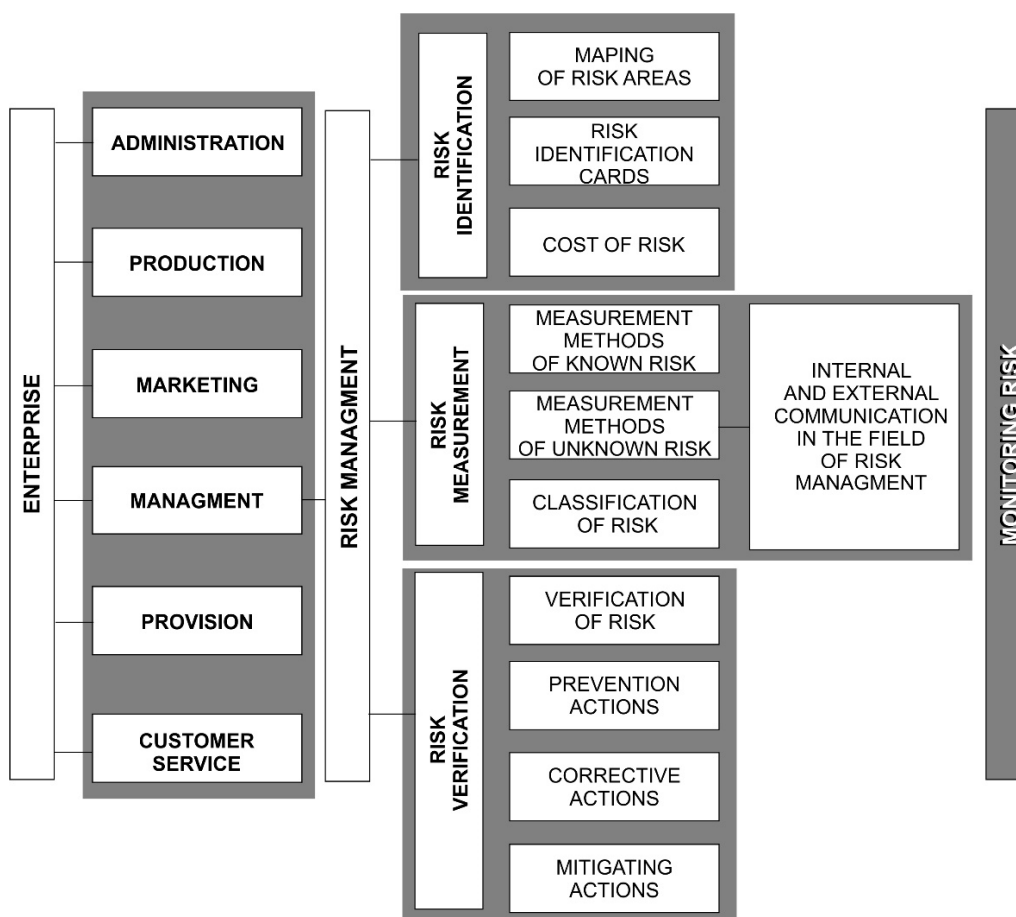 ENTERPRISE
ADMINISTRATION
PRODUCTION
MARKETING
MANAGMENT
PROVISION
CUSTOMER
SERVICE
RISK MANAGMENT
RISK
IDENTIFICATION
MAPING
OF RISK AREAS
RISK
IDENTIFICATION
CARDS
COST OF RISK
RISK
MEASUREMENT
MEASUREMENT
METHODS
OF KNOWN RISK
MEASUREMENT
METHODS
OF UNKNOWN RISK
CLASSIFICATION
OF RISK
INTERNAL
AND EXTERNAL
COMMUNICATION
IN THE FIELD
OF RISK
MANAGMENT
RISK
VERIFICATION
VERIFICATION
OF RISK
PREVENTION
ACTIONS
CORRECTIVE
ACTIONS
MITIGATING
ACTIONS
MONITORING RISK